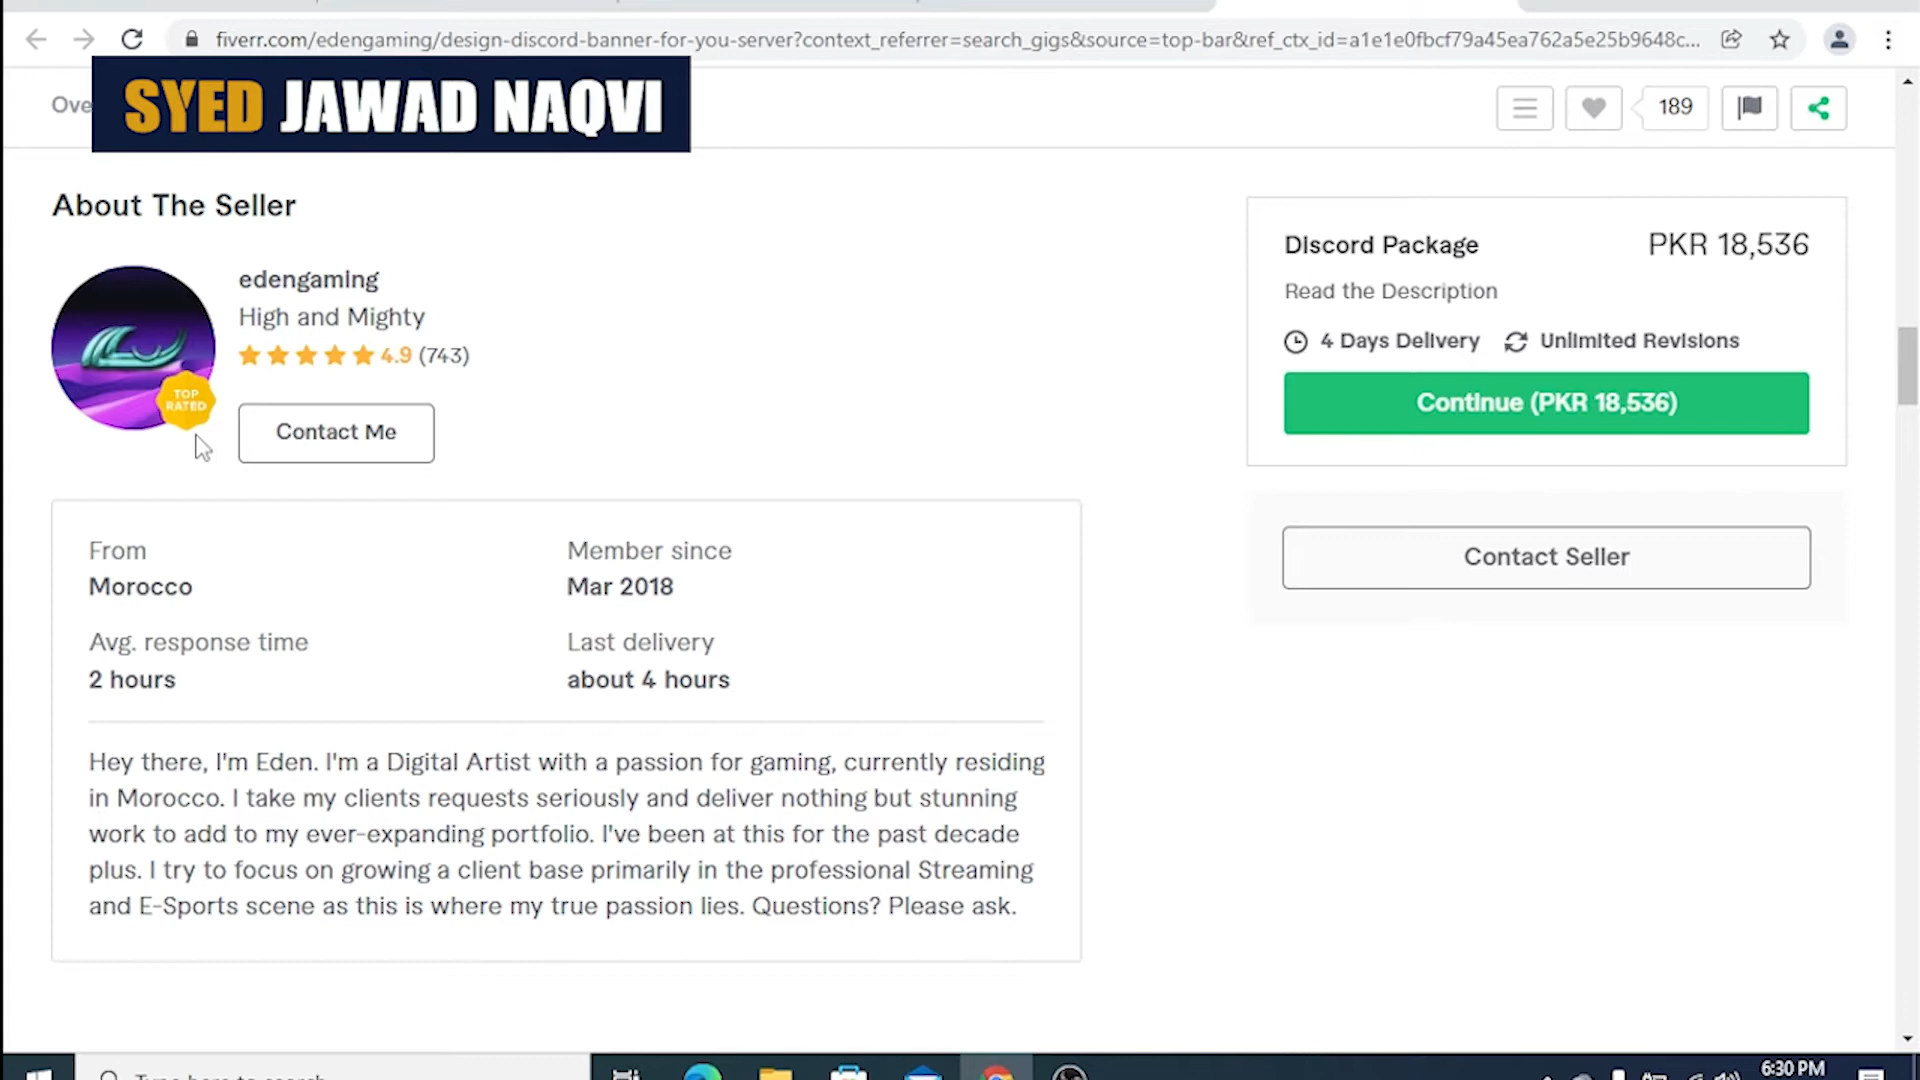 fiverr.com/edengaming/design-discord-banner-for-you-server?context_referrer=search_gigs&source=top-bar&ref_ctx_id=a1e1e0fbcf79a45ea762a5e25b9648c...
Ove
SYED JAWAD NAQVI
189
About The Seller
edengaming
High and Mighty
4.9 (743)
TOP
RATED
Contact Me
Discord Package PKR 18,536
Read the Description
4 Days Delivery Unlimited Revisions
Continue (PKR 18,536)
Contact Seller
From Member since
Morocco Mar 2018
Avg. response time Last delivery
2 hours about 4 hours
Hey there, I'm Eden. I'm a Digital Artist with a passion for gaming, currently residing
in Morocco. I take my clients requests seriously and deliver nothing but stunning
work to add to my ever-expanding portfolio. I've been at this for the past decade
plus. I try to focus on growing a client base primarily in the professional Streaming
and E-Sports scene as this is where my true passion lies. Questions? Please ask.
Type here to search
6:30 PM